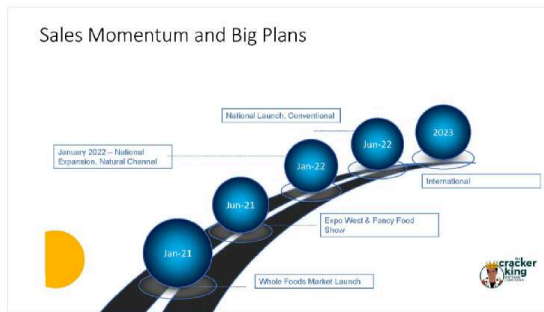 Sales Momentum and Big Plans
National Launch, Conventional
2023
Jun-22
January 2022 – National
Expansion, Natural Channel
Jan-22
International
Jun-21
Expo West & Fancy Food
Show
Jan-21
Whole Foods Market Launch
the
cracker
king